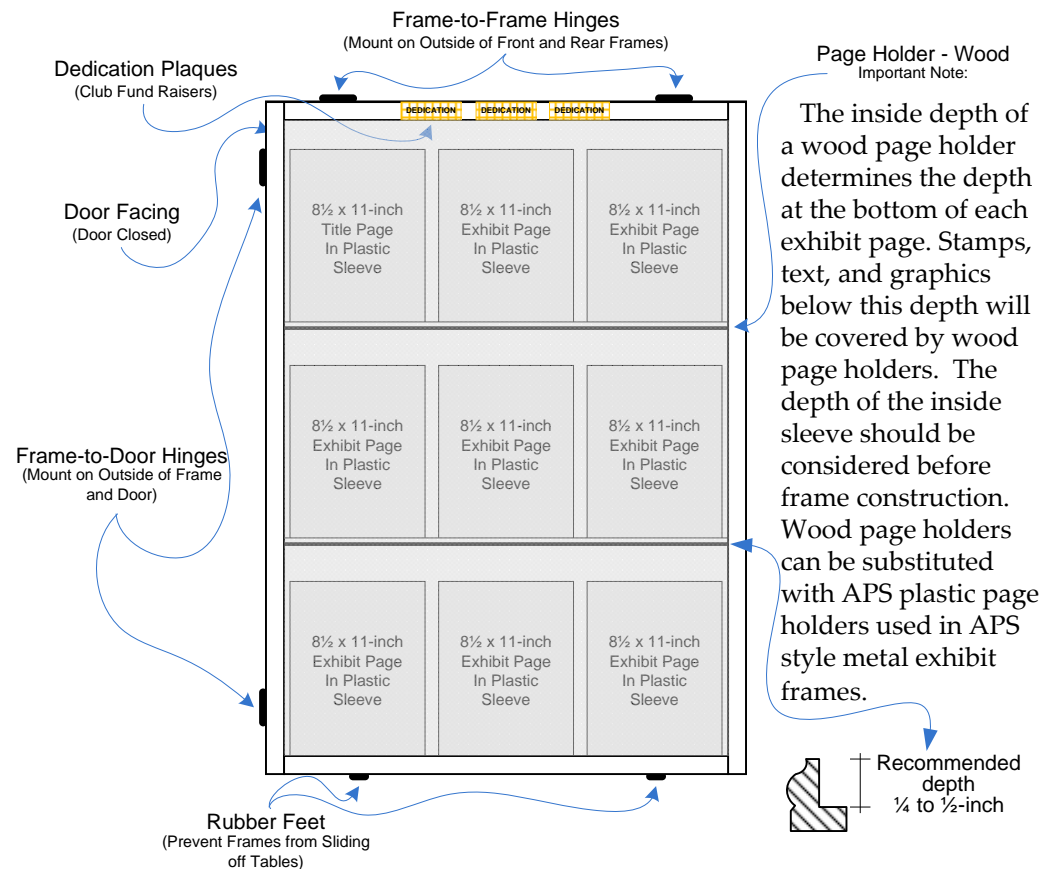 Frame-to-Frame Hinges
(Mount on Outside of Front and Rear Frames)
Dedication Plaques
(Club Fund Raisers)
Page Holder - Wood
Important Note:
DEDICATION DEDICATION DEDICATION
The inside depth of
a wood page holder
determines the depth
at the bottom of each
exhibit page. Stamps,
text, and graphics
below this depth will
be covered by wood
page holders.  The
depth of the inside
sleeve should be
considered before
frame construction.
Wood page holders
can be substituted
with APS plastic page
holders used in APS
style metal exhibit
frames.
Door Facing
(Door Closed)
8½ x 11-inch
Title Page
In Plastic
Sleeve
8½ x 11-inch
Exhibit Page
In Plastic
Sleeve
8½ x 11-inch
Exhibit Page
In Plastic
Sleeve
Frame-to-Door Hinges
(Mount on Outside of Frame
and Door)
8½ x 11-inch
Exhibit Page
In Plastic
Sleeve
8½ x 11-inch
Exhibit Page
In Plastic
Sleeve
8½ x 11-inch
Exhibit Page
In Plastic
Sleeve
8½ x 11-inch
Exhibit Page
In Plastic
Sleeve
8½ x 11-inch
Exhibit Page
In Plastic
Sleeve
8½ x 11-inch
Exhibit Page
In Plastic
Sleeve
Recommended
depth
¼ to ½-inch
Rubber Feet
(Prevent Frames from Sliding
off Tables)